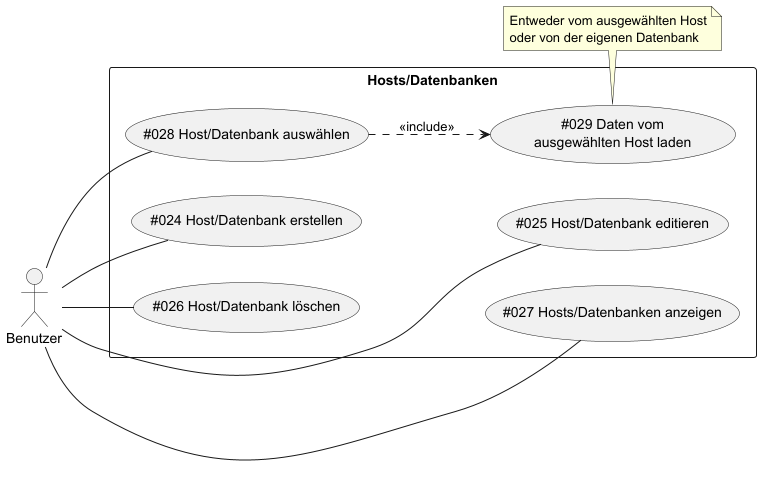 Entweder vom ausgewählten Host
oder von der eigenen Datenbank
Hosts/Datenbanken
#028 Host/Datenbank auswählen
«include»
#029 Daten vom
ausgewählten Host laden
#024 Host/Datenbank erstellen
#025 Host/Datenbank editieren
#026 Host/Datenbank löschen
#027 Hosts/Datenbanken anzeigen
Benutzer